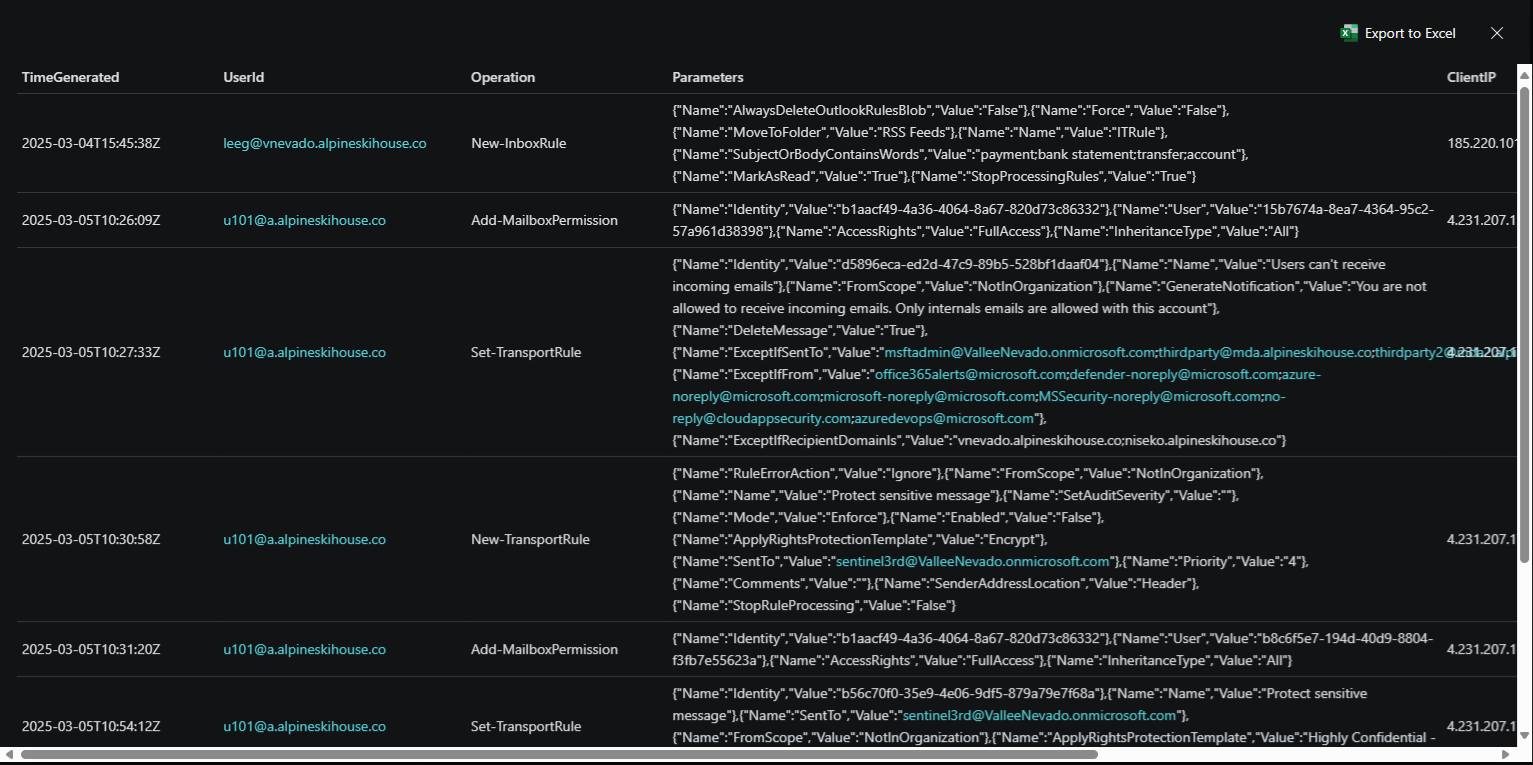 Export to Excel
TimeGenerated UserId Operation Parameters ClientIP
{"Name":"AlwaysDeleteOutlookRulesBlob","Value":"False"},{"Name":"Force","Value":"False"},
{"Name":"MoveToFolder","Value":"RSS Feeds"},{"Name":"Name","Value":"ITRule"},
2025-03-04T15:45:38Z leeg@vnevado.alpineskihouse.co New-InboxRule 185.220.101
{"Name":"SubjectOrBodyContainsWords","Value":"payment;bank statement;transfer;account"},
{"Name":"MarkAsRead","Value":"True"},{"Name":"StopProcessingRules","Value":"True"}
2025-03-05T10:26:09Z u101@a.alpineskihouse.co Add-MailboxPermission 4.231.207.1
{"Name":"Identity","Value":"b1aacf49-4a36-4064-8a67-820d73c86332"},{"Name":"User","Value":"15b7674a-8ea7-4364-95c2-
57a961d38398"},{"Name":"AccessRights","Value":"FullAccess"},{"Name":"InheritanceType","Value":"All"}
{"Name":"Identity","Value":"d5896eca-ed2d-47c9-89b5-528bf1daaf04"},{"Name":"Name","Value":"Users can't receive
incoming emails"},{"Name":"FromScope","Value":"NotInOrganization"},{"Name":"GenerateNotification","Value":"You are not
allowed to receive incoming emails. Only internals emails are allowed with this account"},
{"Name":"DeleteMessage","Value":"True"},
2025-03-05T10:27:33Z u101@a.alpineskihouse.co Set-TransportRule 4.231.207.1
{"Name":"ExceptIfSentTo","Value":"msftadmin@ValleeNevado.onmicrosoft.com;thirdparty@mda.alpineskihouse.co;
{"Name":"ExceptIfFrom","Value":"office365alerts@microsoft.com;defender-noreply@microsoft.com;azure-
noreply@microsoft.com;microsoft-noreply@microsoft.com;MSSecurity-noreply@microsoft.com;no-
reply@cloudappsecurity.com;azuredevops@microsoft.com"},
{"Name":"ExceptIfRecipientDomainIs","Value":"vnevado.alpineskihouse.co;niseko.alpineskihouse.co"}
{"Name":"RuleErrorAction","Value":"Ignore"},{"Name":"FromScope","Value":"NotInOrganization"},
{"Name":"Name","Value":"Protect sensitive message"},{"Name":"SetAuditSeverity","Value":""},
{"Name":"Mode","Value":"Enforce"},{"Name":"Enabled","Value":"False"},
2025-03-05T10:30:58Z u101@a.alpineskihouse.co New-TransportRule 4.231.207.1
{"Name":"ApplyRightsProtectionTemplate","Value":"Encrypt"},
{"Name":"SentTo","Value":"sentinel3rd@ValleeNevado.onmicrosoft.com"},{"Name":"Priority","Value":"4"},
{"Name":"Comments","Value":""},{"Name":"SenderAddressLocation","Value":"Header"},
{"Name":"StopRuleProcessing","Value":"False"}
2025-03-05T10:31:20Z u101@a.alpineskihouse.co Add-MailboxPermission 4.231.207.1
{"Name":"Identity","Value":"b1aacf49-4a36-4064-8a67-820d73c86332"},{"Name":"User","Value":"b8c6f5e7-194d-40d9-8804-
f3fb7e55623a"},{"Name":"AccessRights","Value":"FullAccess"},{"Name":"InheritanceType","Value":"All"}
{"Name":"Identity","Value":"b56c70f0-35e9-4e06-9df5-879a79e7f68a"},{"Name":"Name","Value":"Protect sensitive
message"},{"Name":"SentTo","Value":"sentinel3rd@ValleeNevado.onmicrosoft.com"},
2025-03-05T10:54:12Z u101@a.alpineskihouse.co Set-TransportRule 4.231.207.1
{"Name":"FromScope","Value":"NotInOrganization"},{"Name":"ApplyRightsProtectionTemplate","Value":"Highly Confidential -